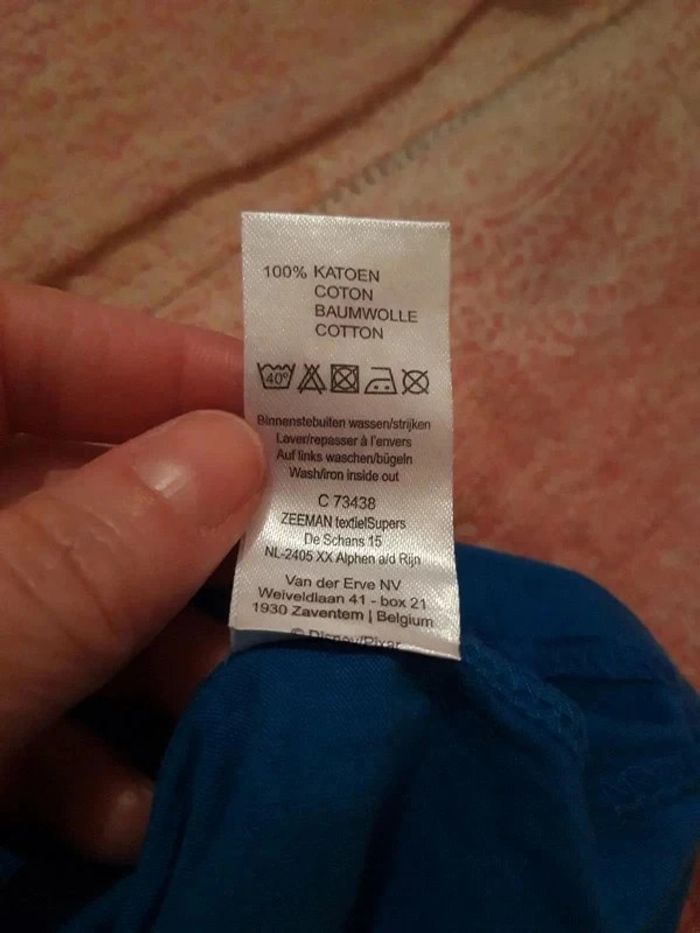 100% KATOEN
COTON
BAUMWOLLE
COTTON
40°
Binnenstebuiten wassen/strijken
Laver/repasser à l'envers
Auf links waschen/bügeln
Wash/iron inside out
C 73438
ZEEMAN textielSupers
De Schans 15
NL-2405 XX Alphen a/d Rijn
Van der Erve NV
Weiveldlaan 41 - box 21
1930 Zaventem | Belgium
© Disney/Pixar